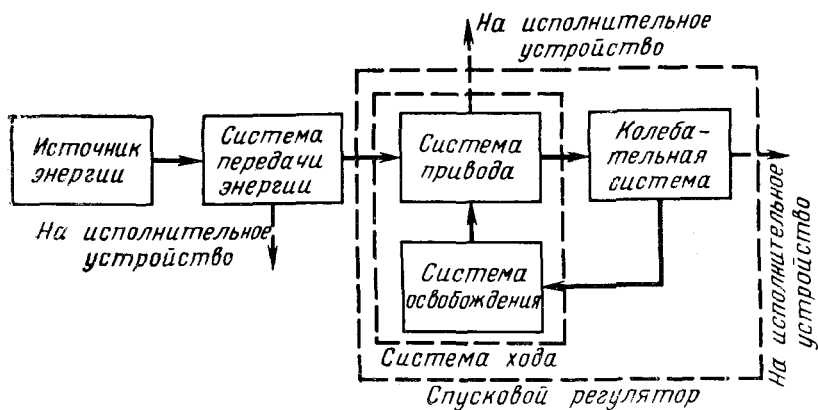 На исполнительное
устройство
Источник
энергии
Система
передачи
энергии
Система
привода
Колеба-
тельная
система
На исполнительное
устройство
Система
освобождения
Система хода
Спусковой регулятор
На исполнительное
устройство